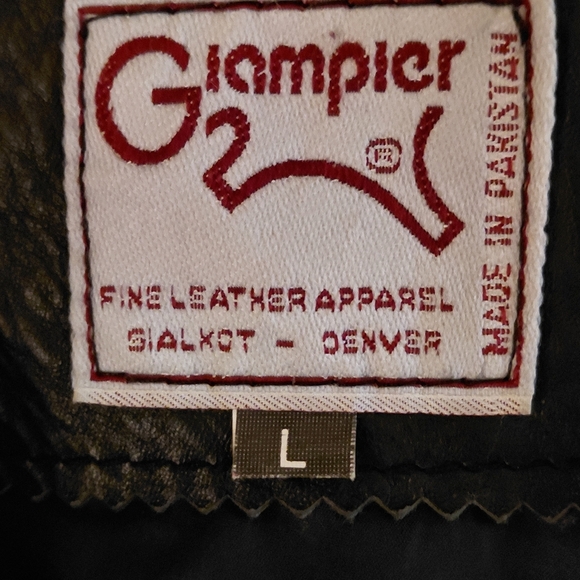 Giampier
®
FINE LEATHER APPAREL
SIALKOT - DENVER
MADE IN PAKISTAN
L